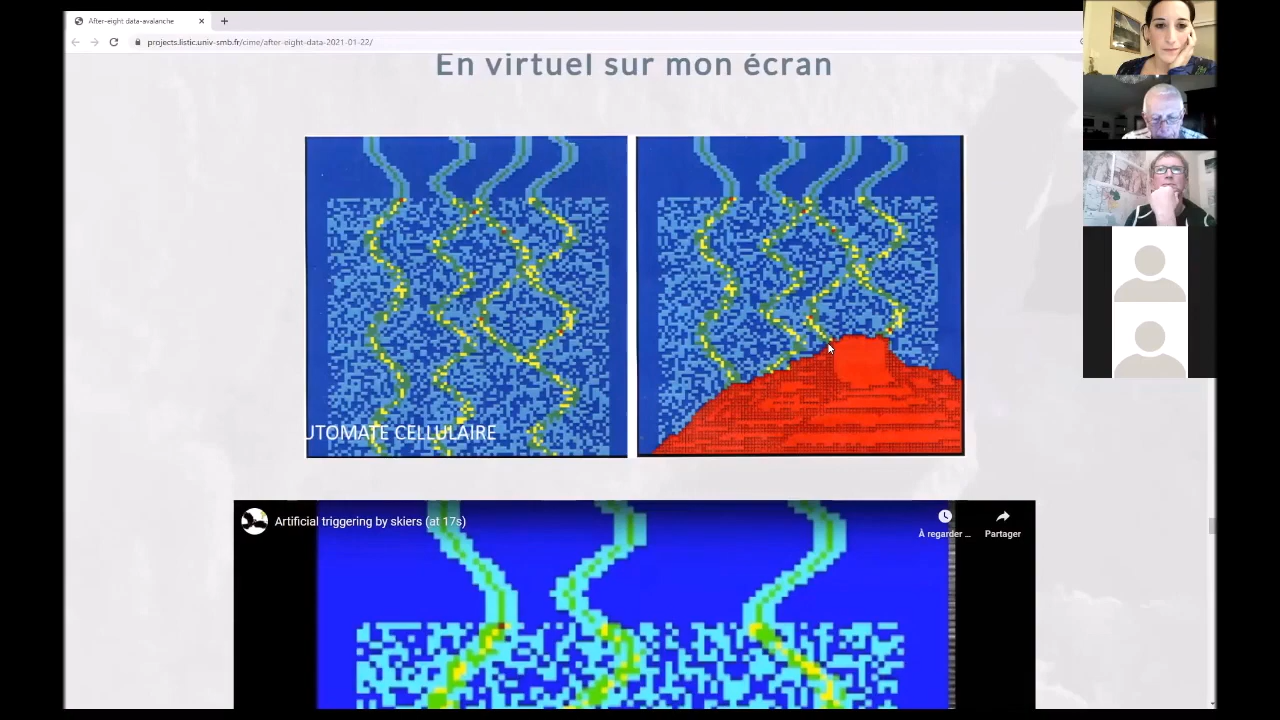 After-eight data-avalanche
projects.listic.univ-smb.fr/cime/after-eight-data-2021-01-22/
En virtuel sur mon écran
UTOMATE CELLULAIRE
Artificial triggering by skiers (at 17s)
À regarder ...
Partager